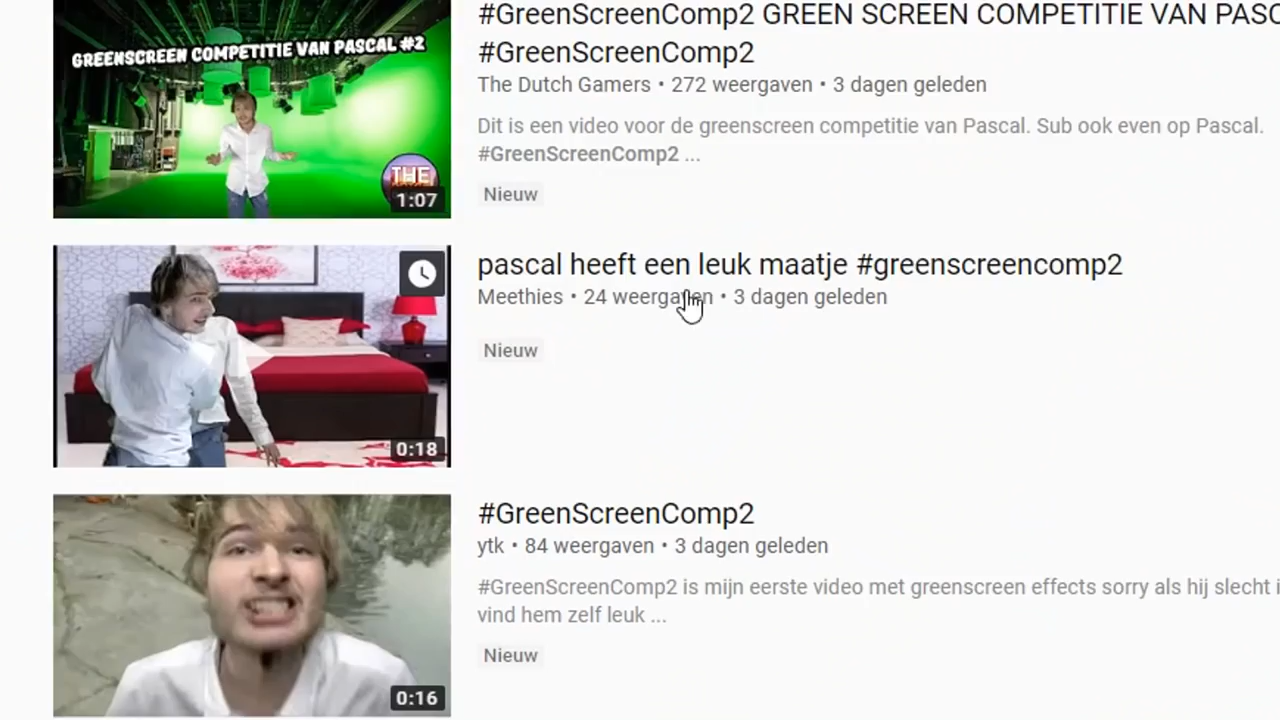 #GreenScreenComp2 GREEN SCREEN COMPETITIE VAN
GREENSCREEN COMPETITIE VAN PASCAL #2
#GreenScreenComp2
The Dutch Gamers • 272 weergaven • 3 dagen geleden
Dit is een video voor de greenscreen competitie van Pascal. Sub ook even op Pascal.
#GreenScreenComp2 ...
THE
1:07
Nieuw
pascal heeft een leuk maatje #greenscreencomp2
Meethies • 24 weergaven • 3 dagen geleden
Nieuw
0:18
#GreenScreenComp2
ytk • 84 weergaven • 3 dagen geleden
#GreenScreenComp2 is mijn eerste video met greenscreen effects sorry als hij slecht
vind hem zelf leuk ...
Nieuw
0:16